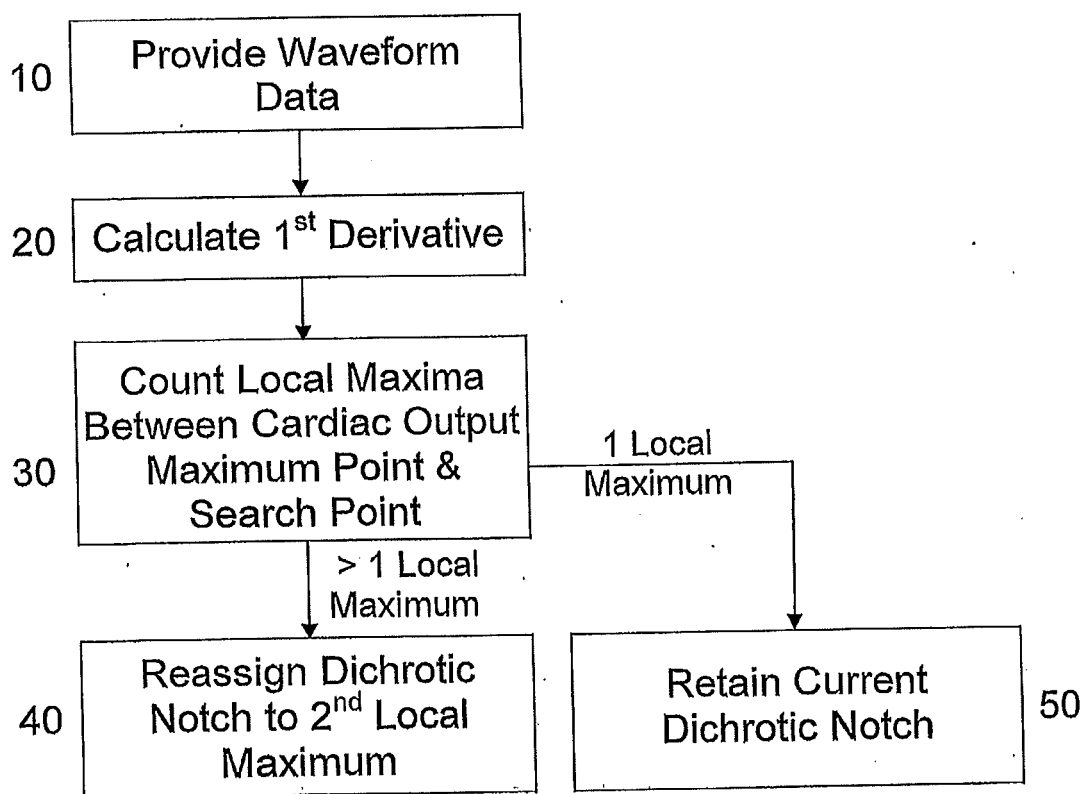 10
Provide Waveform
Data
20
Calculate 1st Derivative
30
Count Local Maxima
Between Cardiac Output
Maximum Point &
Search Point
1 Local
Maximum
> 1 Local
Maximum
40
Reassign Dichrotic
Notch to 2nd Local
Maximum
Retain Current
Dichrotic Notch
50